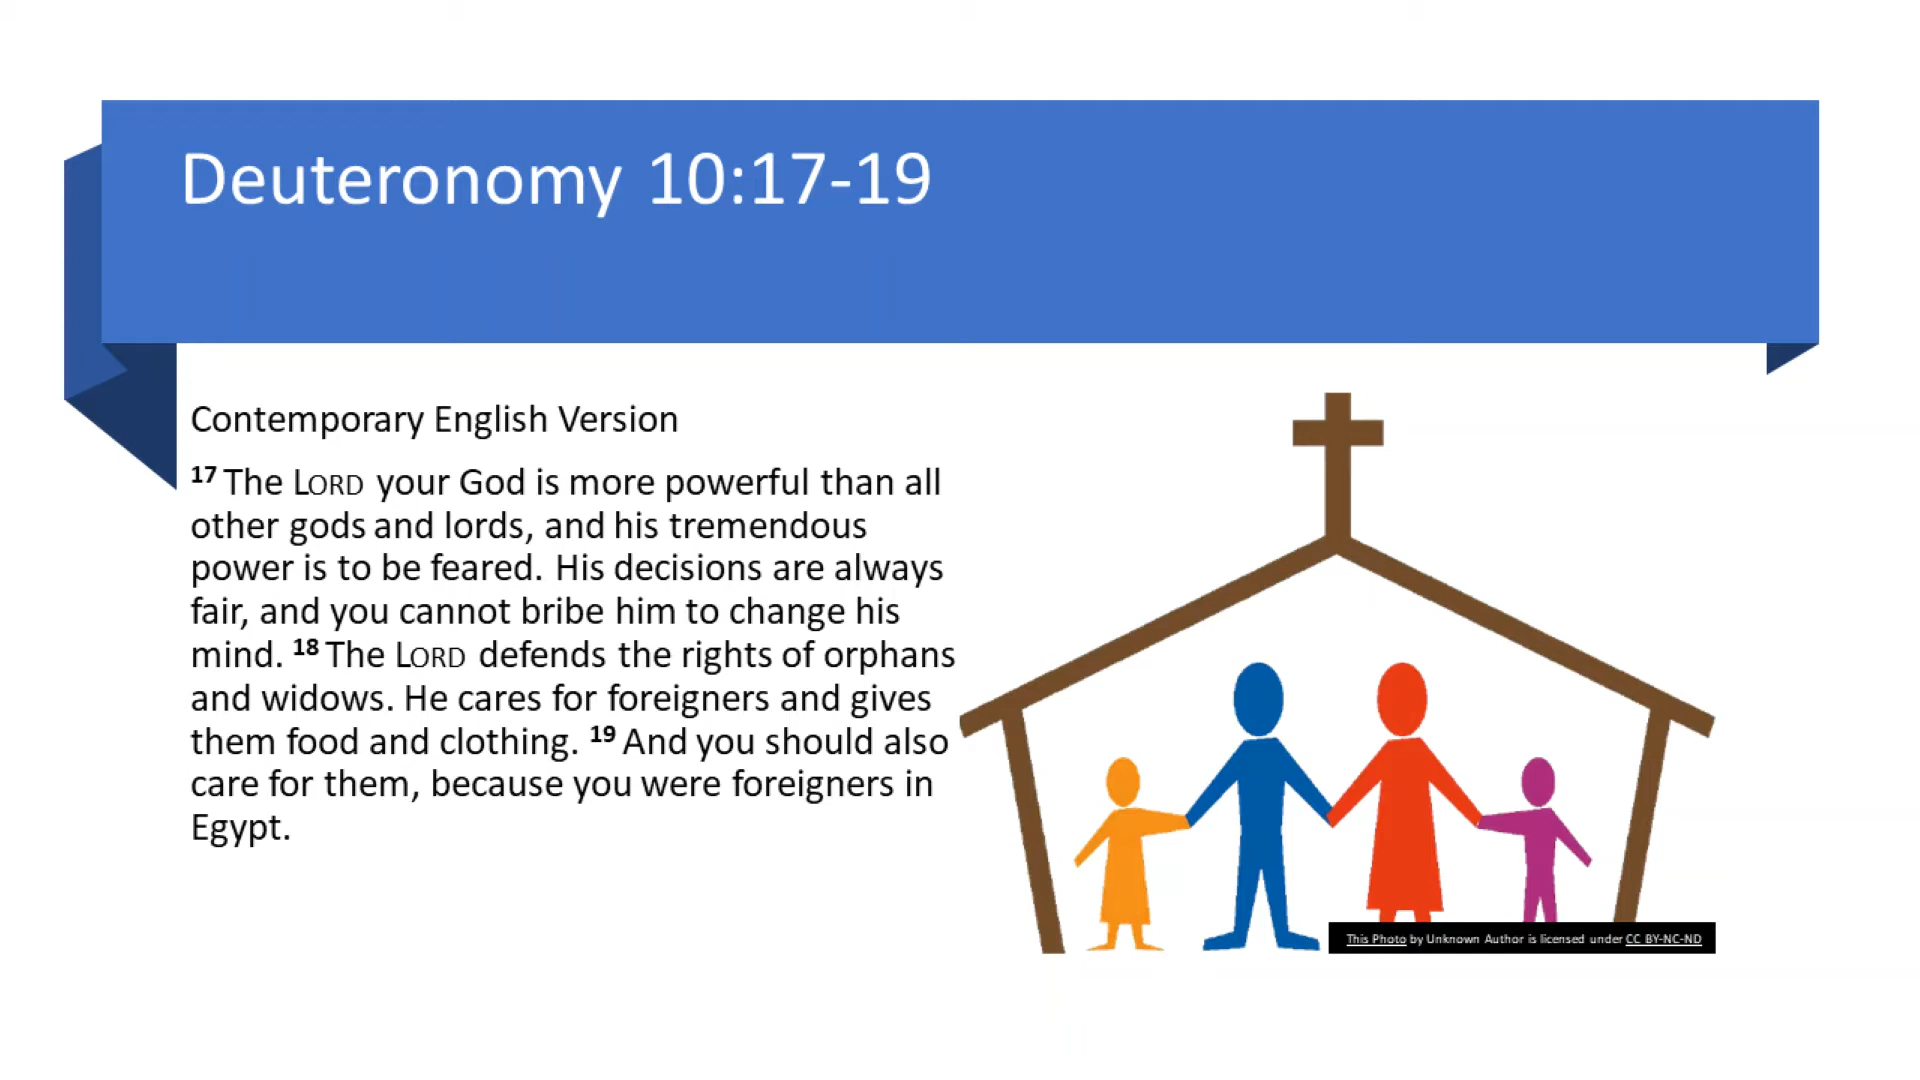 Deuteronomy 10:17-19
Contemporary English Version
17 The LORD your God is more powerful than all
other gods and lords, and his tremendous
power is to be feared. His decisions are always
fair, and you cannot bribe him to change his
mind. 18 The LORD defends the rights of orphans
and widows. He cares for foreigners and gives
them food and clothing. 19 And you should also
care for them, because you were foreigners in
Egypt.
This Photo by Unknown Author is licensed under CC BY-NC-ND